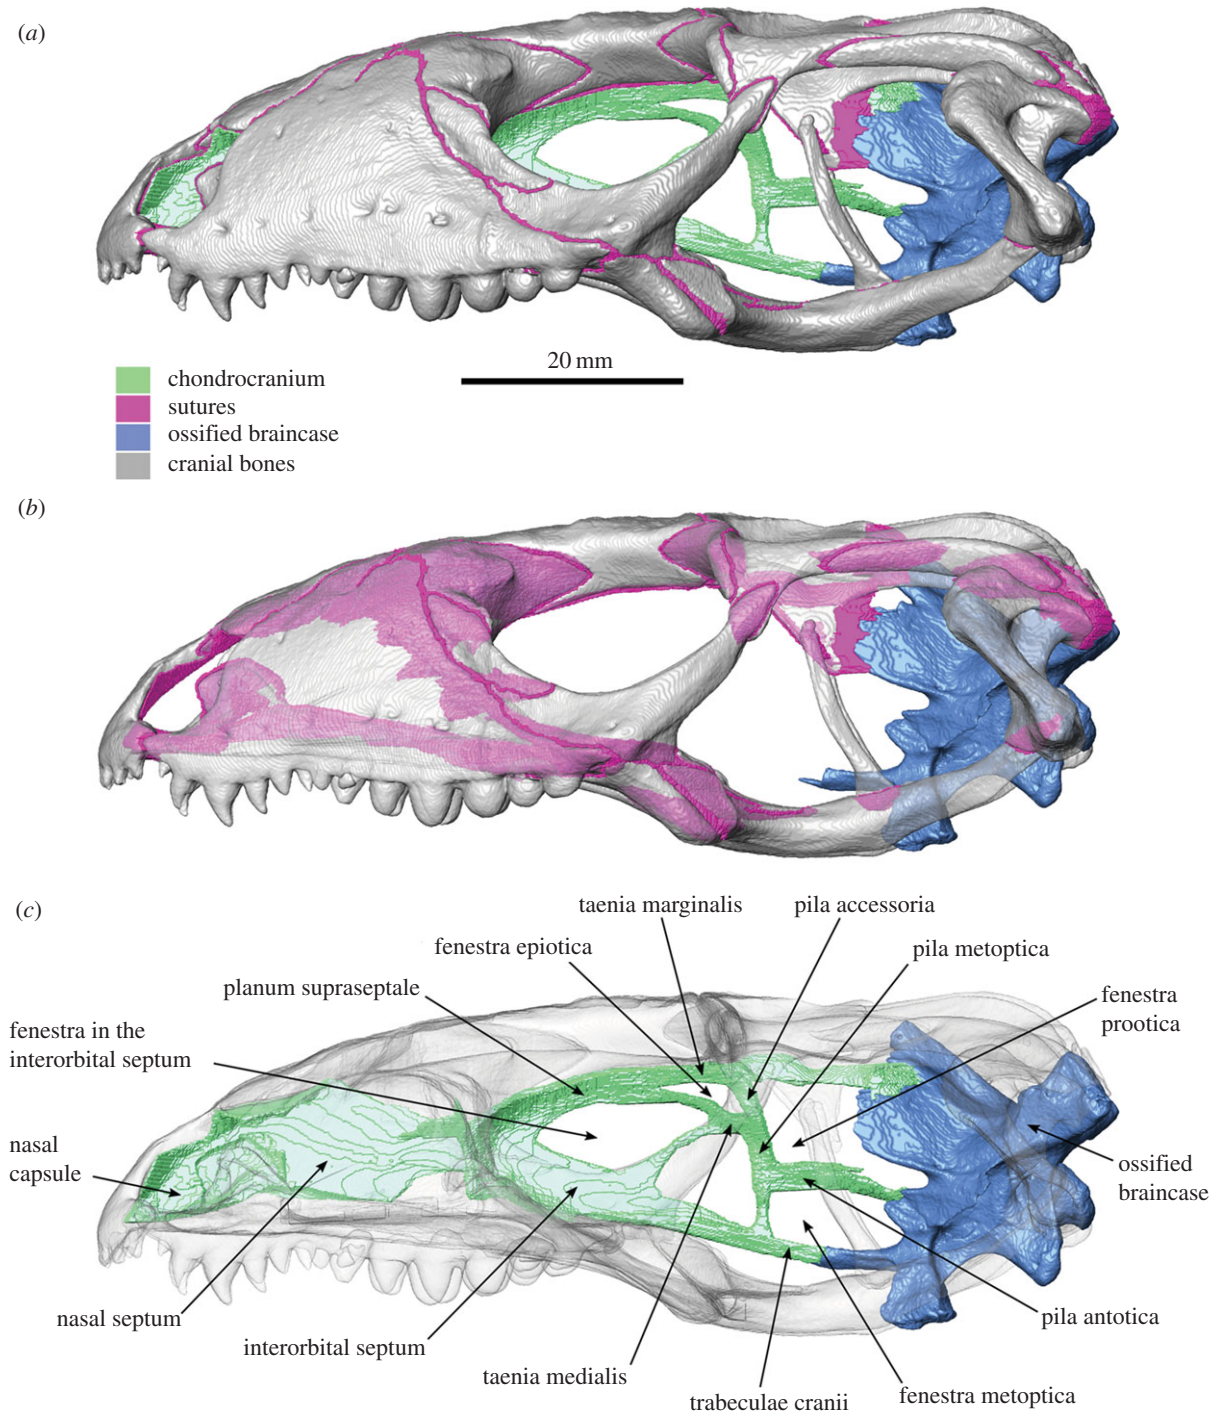 (a)
20 mm
chondrocranium
sutures
ossified braincase
cranial bones
(b)
(c)
taenia marginalis
pila accessoria
fenestra epiotica
pila metoptica
planum supraseptale
fenestra
prootica
fenestra in the
interorbital septum
nasal
capsule
ossified
braincase
nasal septum
pila antotica
interorbital septum
taenia medialis
trabeculae cranii
fenestra metoptica